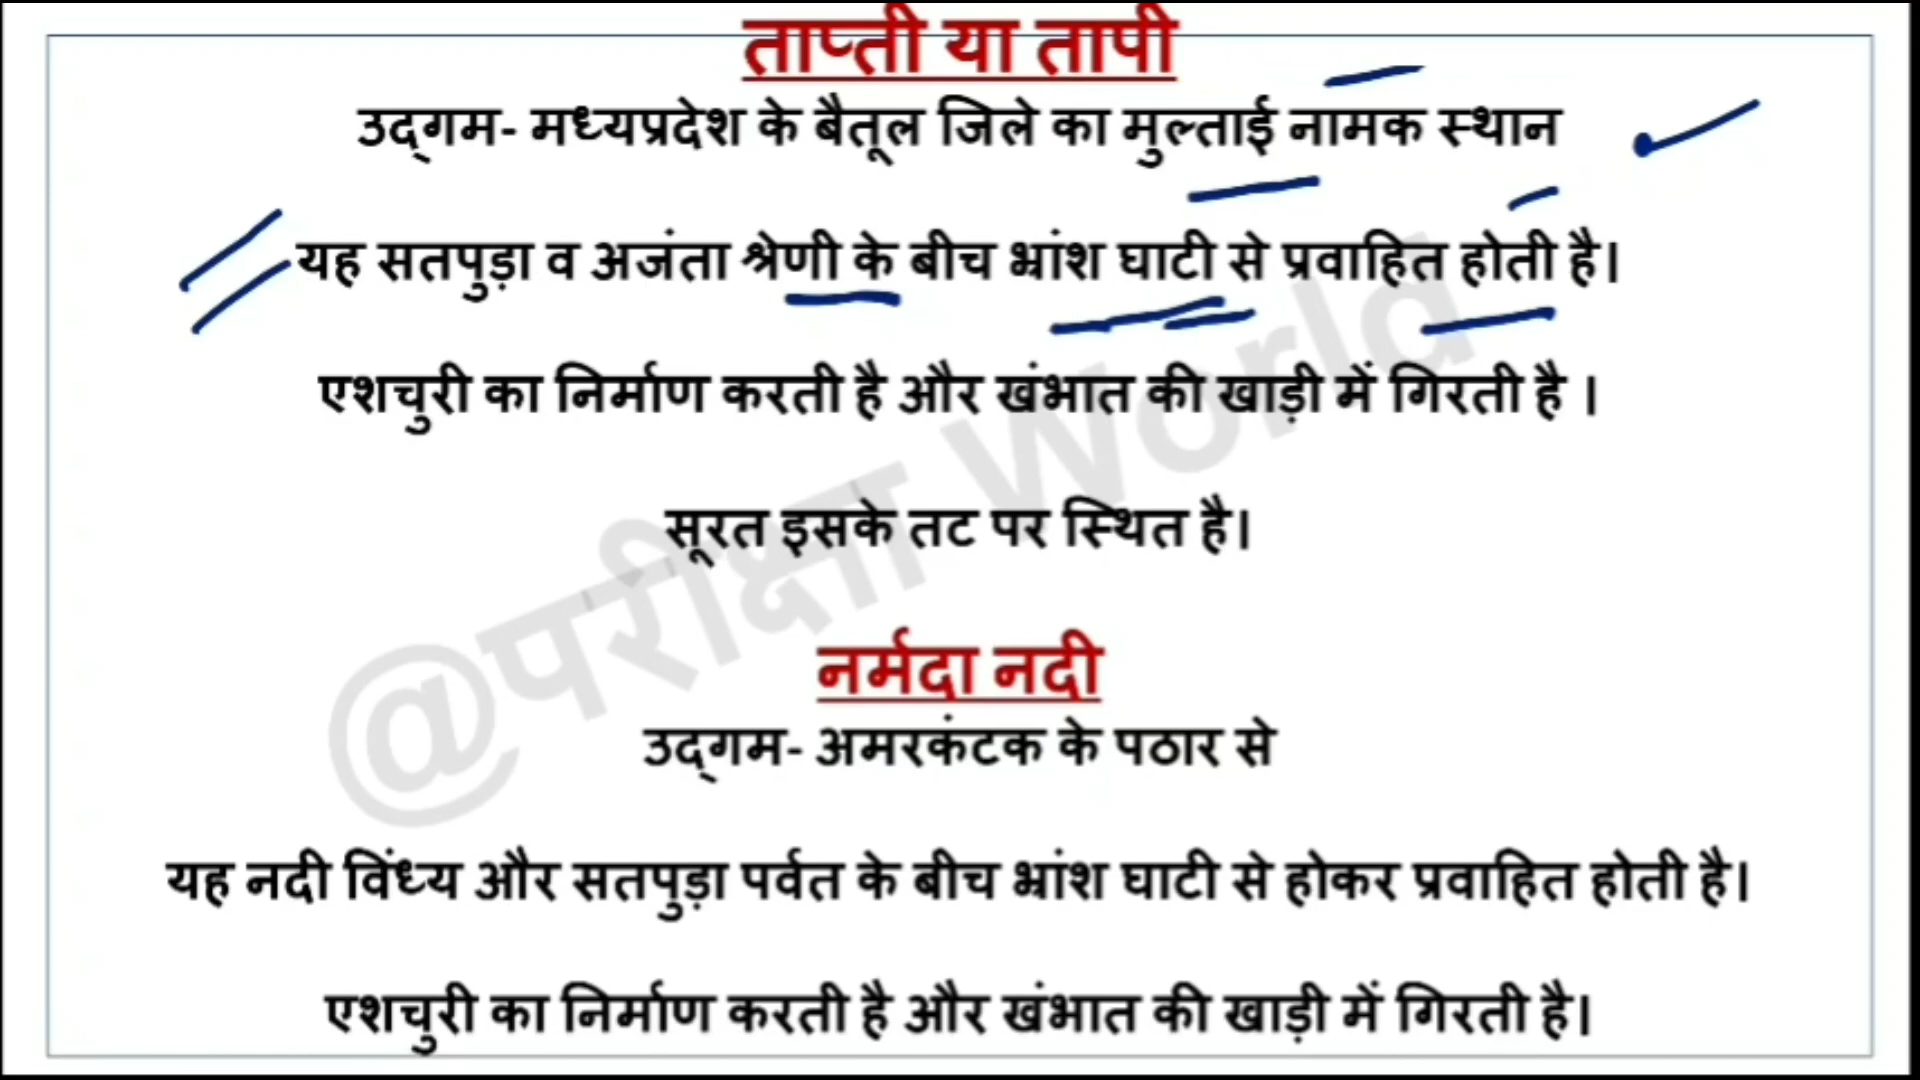 ताप्ती या तापी
उद्गम- मध्यप्रदेश के बैतूल जिले का मुल्ताई नामक स्थान
यह सतपुड़ा व अजंता श्रेणी के बीच भ्रंश घाटी से प्रवाहित होती है।
एशचुरी का निर्माण करती है और खंभात की खाड़ी में गिरती है ।
सूरत इसके तट पर स्थित है।
@परीक्षा World
नर्मदा नदी
उद्गम- अमरकंटक के पठार से
यह नदी विंध्य और सतपुड़ा पर्वत के बीच भ्रंश घाटी से होकर प्रवाहित होती है।
एशचुरी का निर्माण करती है और खंभात की खाड़ी में गिरती है।